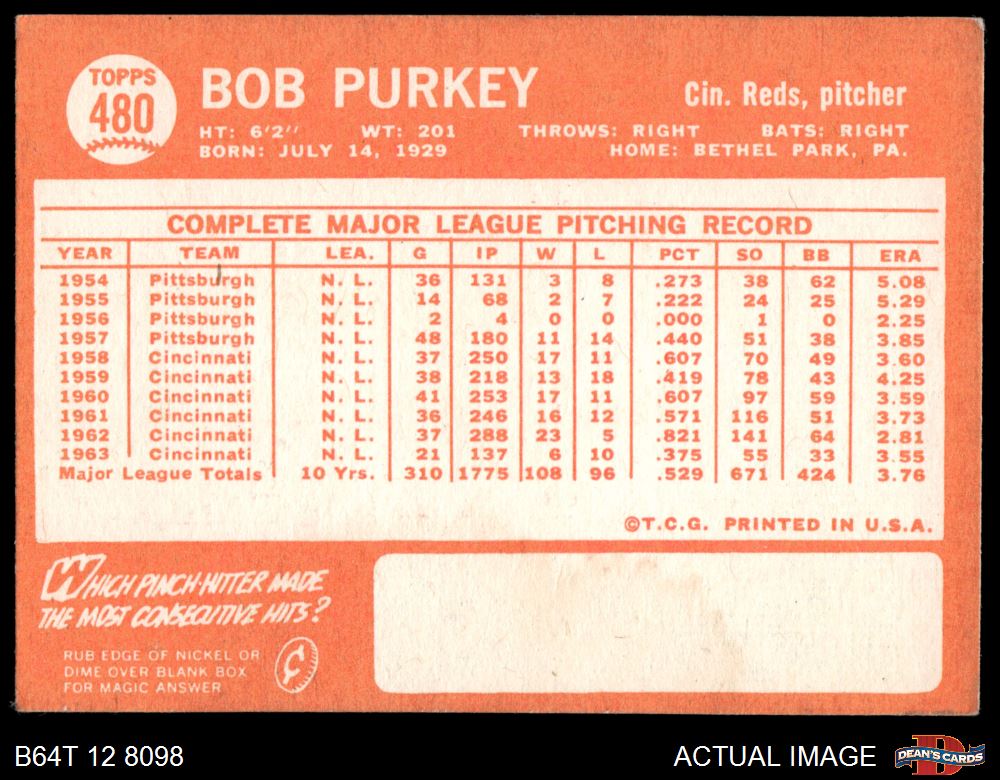 TOPPS
480
BOB PURKEY
Cin. Reds, pitcher
HT: 6'2" WT: 201 THROWS: RIGHT BATS: RIGHT
BORN: JULY 14, 1929 HOME: BETHEL PARK, PA.
COMPLETE MAJOR LEAGUE PITCHING RECORD
YEAR TEAM LEA. G IP W L PCT SO BB ERA
1954 Pittsburgh N. L. 36 131 3 8 .273 38 62 5.08
1955 Pittsburgh N. L. 14 68 2 7 .222 24 25 5.29
1956 Pittsburgh N. L. 2 4 0 0 .000 1 0 2.25
1957 Pittsburgh N. L. 48 180 11 14 .440 51 38 3.85
1958 Cincinnati N. L. 37 250 17 11 .607 70 49 3.60
1959 Cincinnati N. L. 38 218 13 18 .419 78 43 4.25
1960 Cincinnati N. L. 41 253 17 11 .607 97 59 3.59
1961 Cincinnati N. L. 36 246 16 12 .571 116 51 3.73
1962 Cincinnati N. L. 37 288 23 5 .821 141 64 2.81
1963 Cincinnati N. L. 21 137 6 10 .375 55 33 3.55
Major League Totals 10 Yrs. 310 1775 108 96 .529 671 424 3.76
©T.C.G. PRINTED IN U.S.A.
WHICH PINCH-HITTER MADE
THE MOST CONSECUTIVE HITS?
RUB EDGE OF NICKEL OR
DIME OVER BLANK BOX
FOR MAGIC ANSWER
¢
B64T 12 8098
ACTUAL IMAGE
DEAN'S CARDS